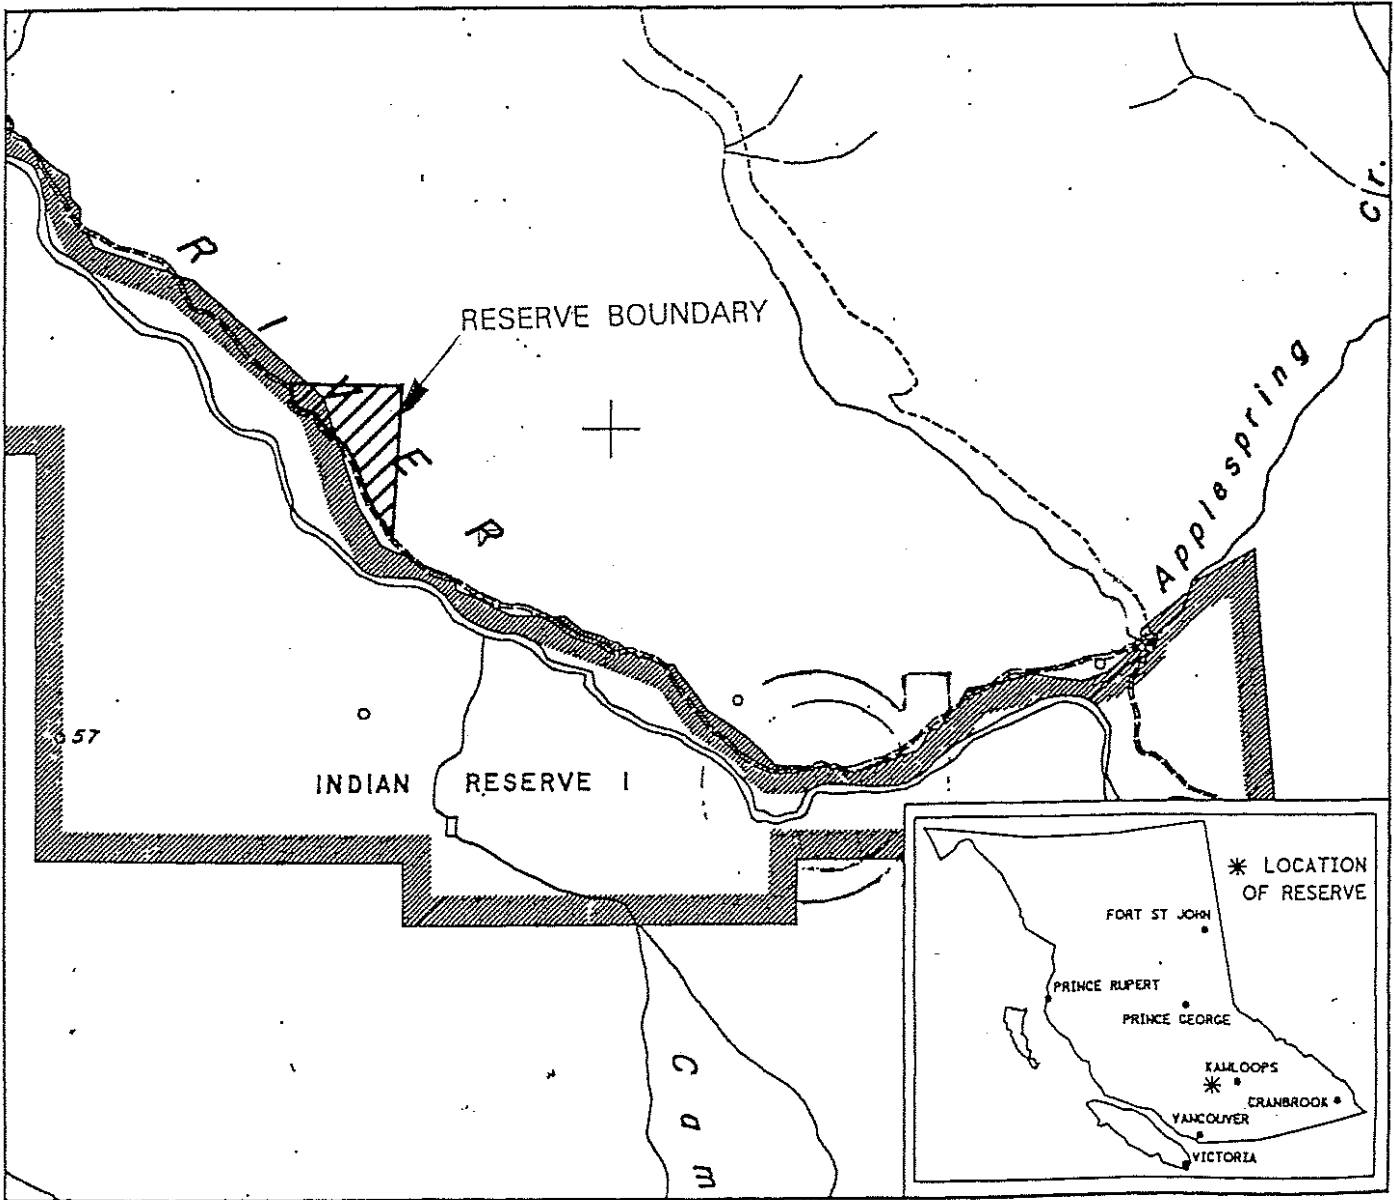 Applespring Cr.
RIVER
RESERVE BOUNDARY
57
INDIAN RESERVE 1
Cam
* LOCATION
OF RESERVE
FORT ST JOHN
PRINCE RUPERT
PRINCE GEORGE
KAMLOOPS
CRANBROOK
VANCOUVER
VICTORIA